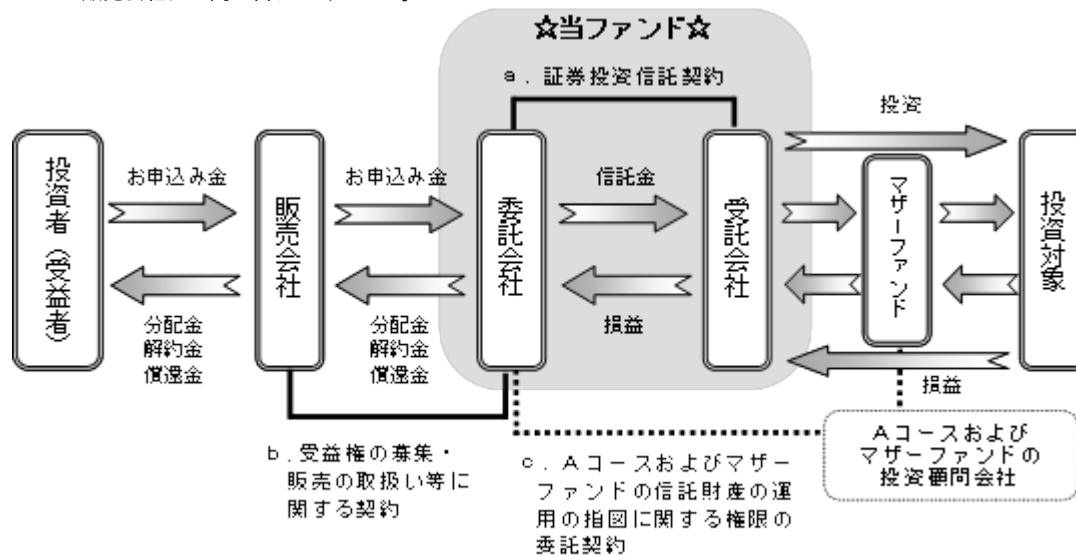 ☆当ファンド☆
a.証券投資信託契約
投資
投資者(受益者)
お申込み金
販売会社
お申込み金
委託会社
信託金
受託会社
マザーファンド
投資対象
分配金
解約金
償還金
分配金
解約金
償還金
損益
損益
b.受益権の募集・
販売の取扱い等に
関する契約
c.Aコースおよびマザー
ファンドの信託財産の運
用の指図に関する権限の
委託契約
Aコースおよび
マザーファンドの
投資顧問会社